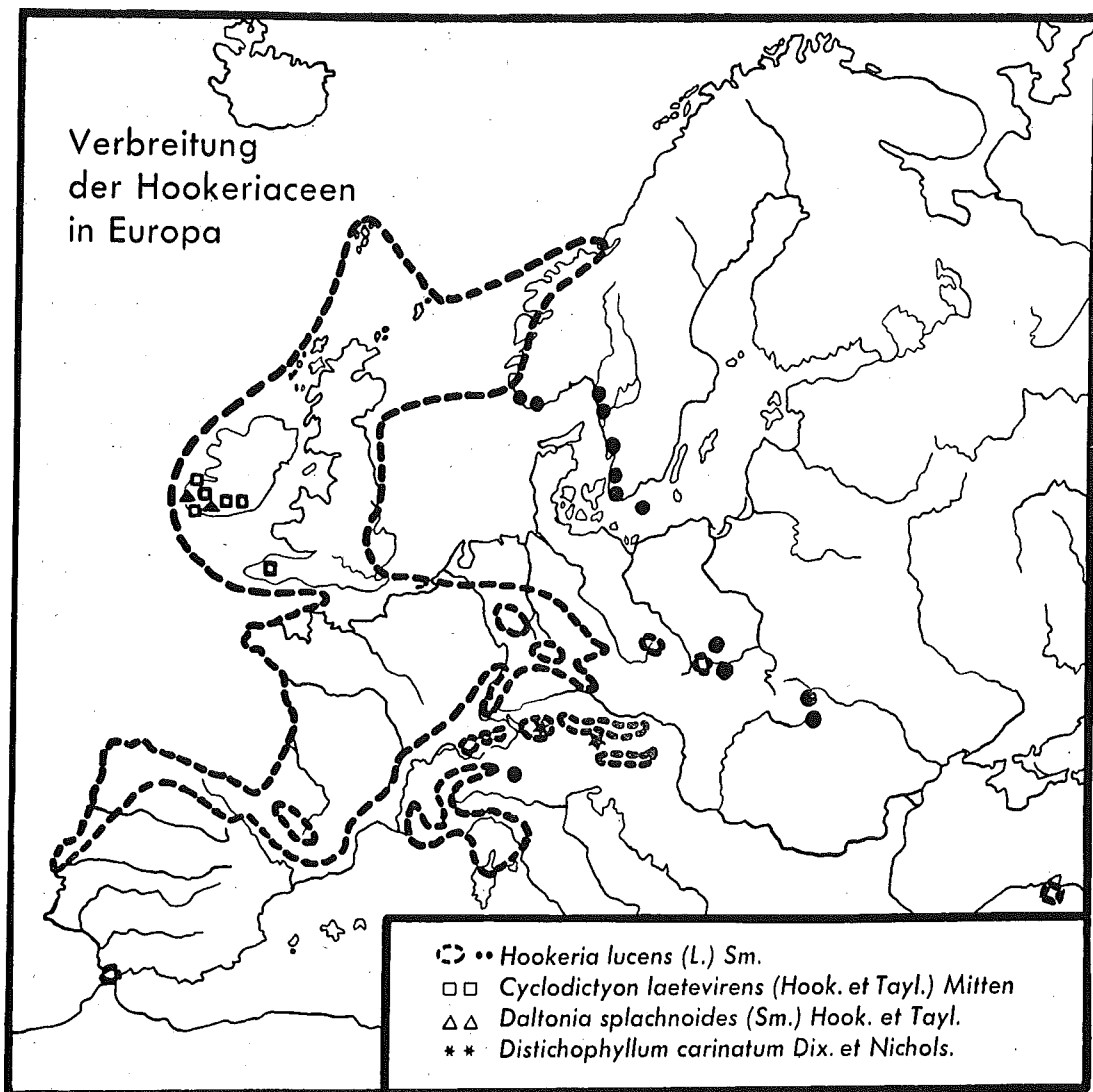 Verbreitung
der Hookeriaceen
in Europa
Hookeria lucens (L.) Sm.
Cyclodictyon laetevirens (Hook. et Tayl.) Mitten
Daltonia splachnoides (Sm.) Hook. et Tayl.
Distichophyllum carinatum Dix. et Nichols.